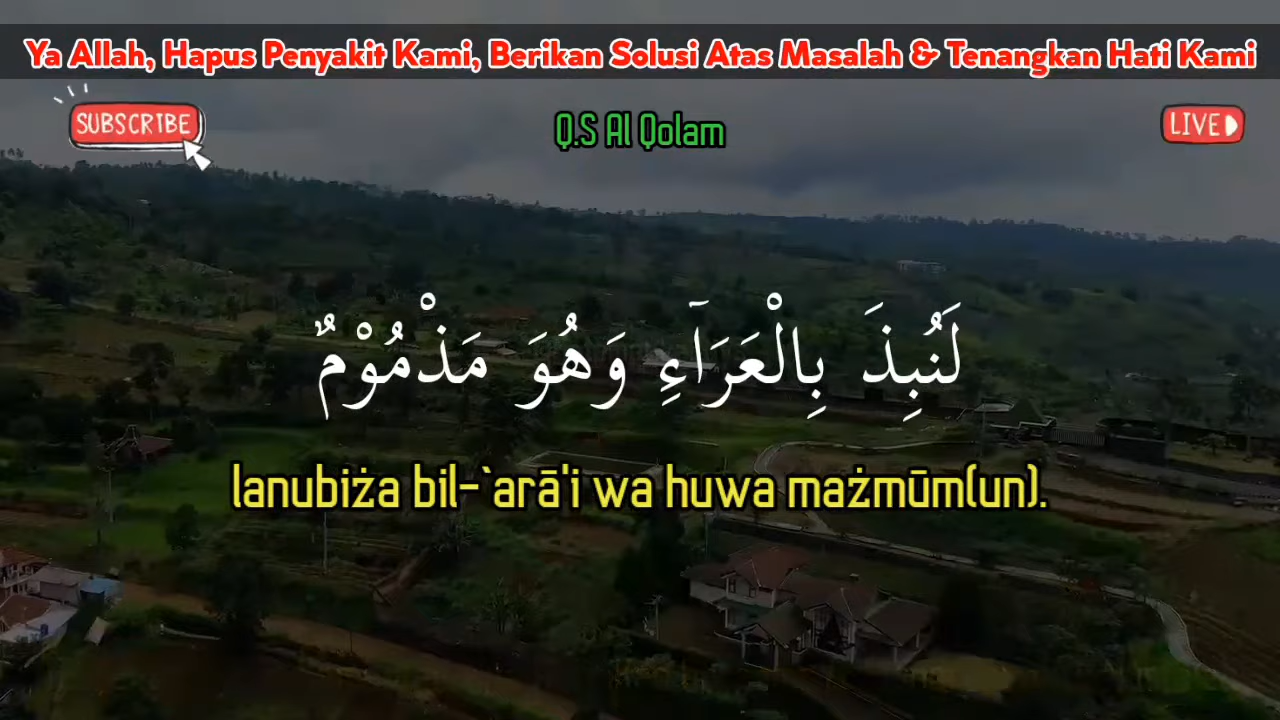 Ya Allah, Hapus Penyakit Kami, Berikan Solusi Atas Masalah & Tenangkan Hati Kami
SUBSCRIBE
Q.S Al Qolam
LIVE
لَنُبِذَ بِالْعَرَاۤءِ وَهُوَ مَذْمُوْمٌ
lanubiża bil-`arā'i wa huwa mażmūm(un).